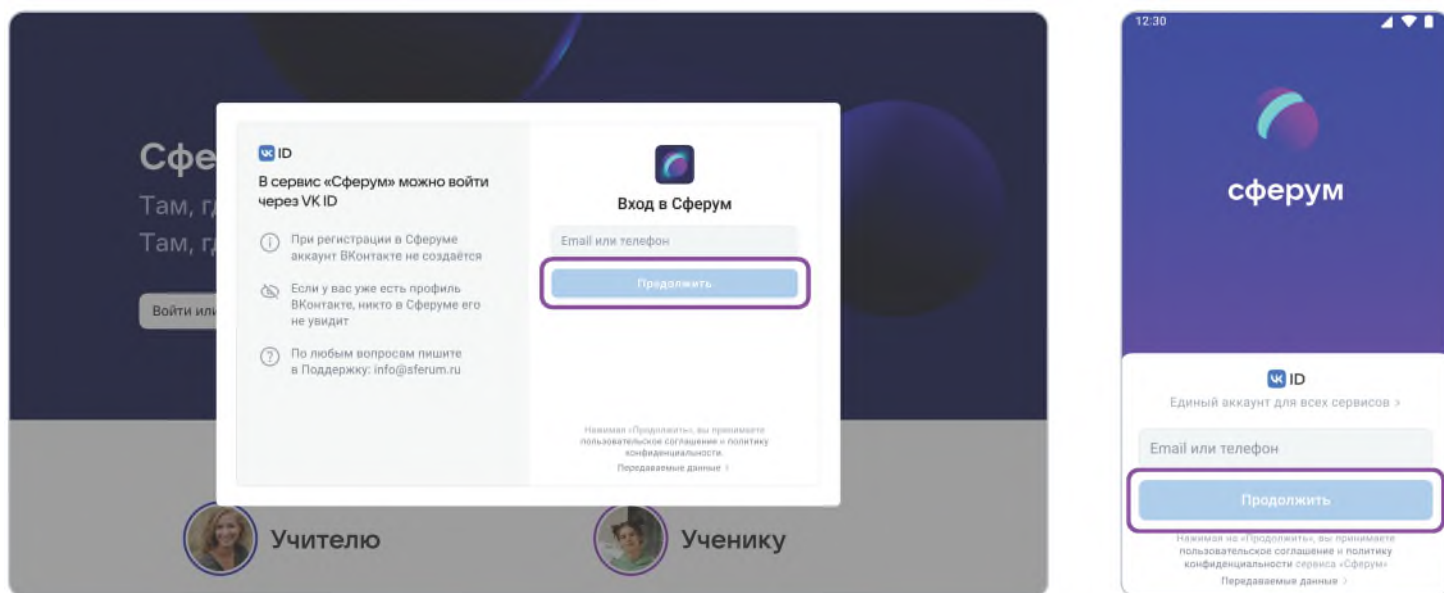 Сфе
Там, гд
Там, гд
Войти или
VK ID
В сервис «Сферум» можно войти
через VK ID
При регистрации в Сферуме
аккаунт ВКонтакте не создаётся
Если у вас уже есть профиль
ВКонтакте, никто в Сферуме его
не увидит
По любым вопросам пишите
в Поддержку: info@sferum.ru
Вход в Сферум
Email или телефон
Продолжить
Нажимая «Продолжить», вы принимаете
пользовательское соглашение и политику
конфиденциальности.
Передаваемые данные >
Учителю
Ученику
12:30
сферум
VK ID
Единый аккаунт для всех сервисов >
Email или телефон
Продолжить
Нажимая на «Продолжить», вы принимаете
пользовательское соглашение и политику
конфиденциальности сервиса «Сферум»
Передаваемые данные >